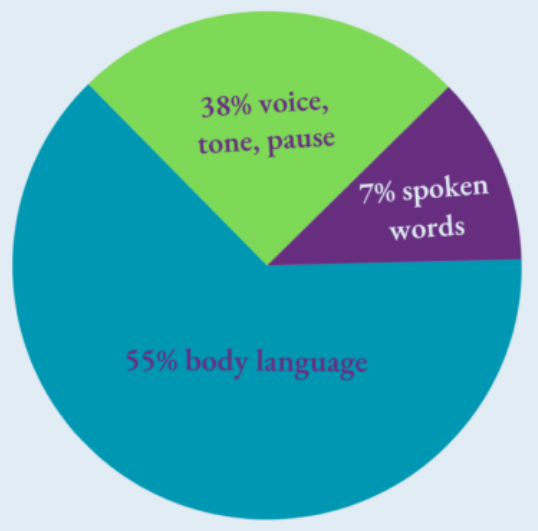 38% voice,
tone, pause
7% spoken
words
55% body language